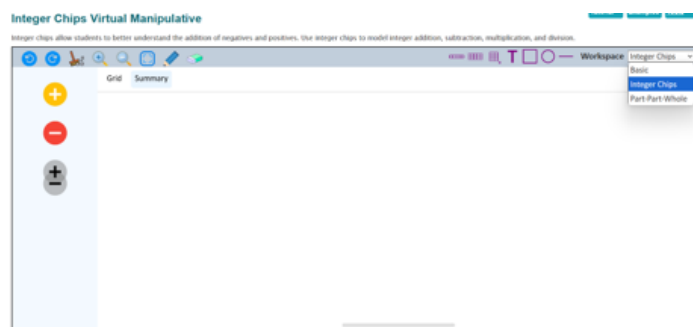 Integer Chips Virtual Manipulative
Integer chips allow students to better understand the addition of negatives and positives. Use integer chips to model integer addition, subtraction, multiplication, and division.
T Workspace Integer Chips
Grid Summary
Basic
Integer Chips
Part-Part-Whole